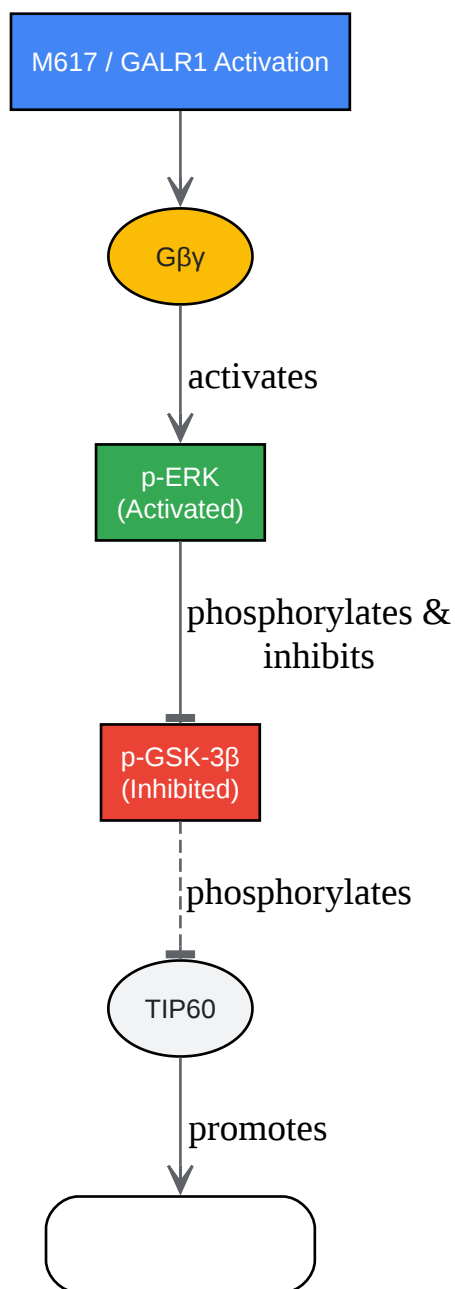 M617 / GALR1 Activation
Gβγ
activates
p-ERK
(Activated)
phosphorylates &
inhibits
p-GSK-3β
(Inhibited)
phosphorylates
TIP60
promotes